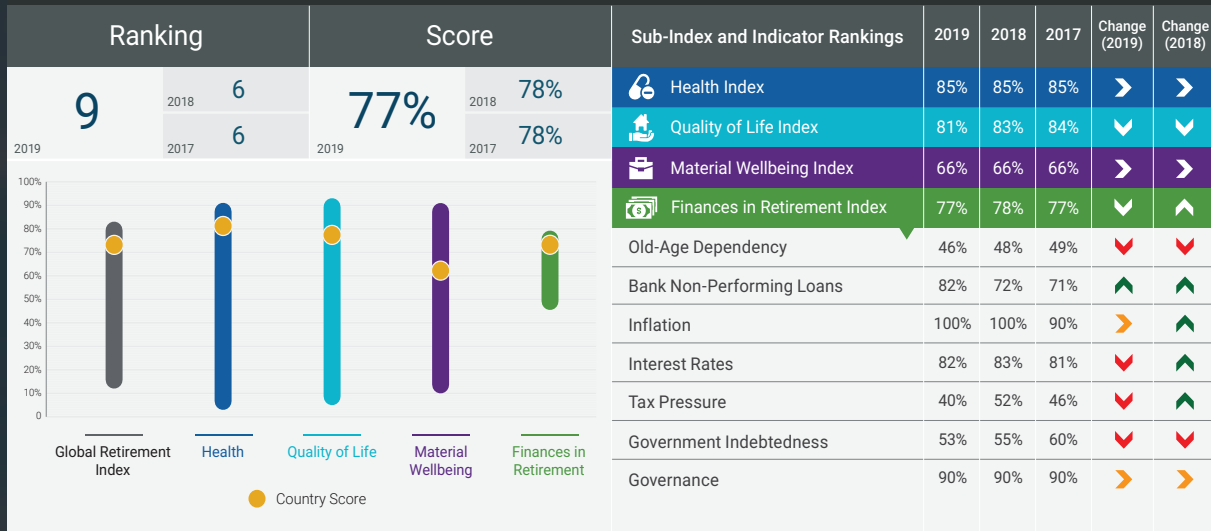 Ranking
Score
9
2019
2018
6
2017
6
77%
2019
2018
78%
2017
78%
100%
90%
80%
70%
60%
50%
40%
30%
20%
10%
0
Global Retirement
Index
Health
Quality of Life
Material
Wellbeing
Finances in
Retirement
Country Score
Sub-Index and Indicator Rankings 2019 2018 2017 Change (2019) Change (2018)
Health Index 85% 85% 85%
Quality of Life Index 81% 83% 84%
Material Wellbeing Index 66% 66% 66%
Finances in Retirement Index 77% 78% 77%
Old-Age Dependency 46% 48% 49%
Bank Non-Performing Loans 82% 72% 71%
Inflation 100% 100% 90%
Interest Rates 82% 83% 81%
Tax Pressure 40% 52% 46%
Government Indebtedness 53% 55% 60%
Governance 90% 90% 90%